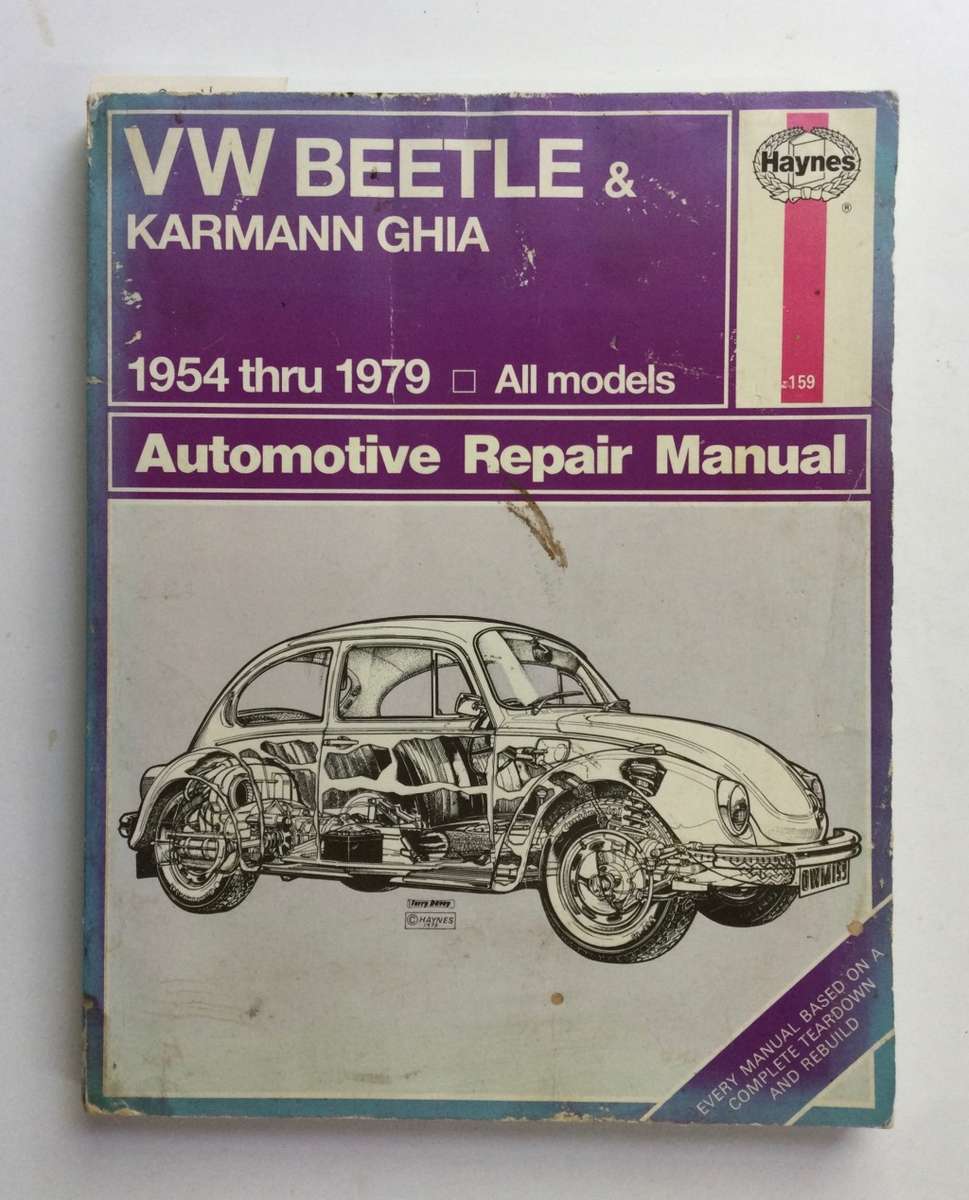 VW BEETLE &
KARMANN GHIA
1954 thru 1979 □ All models
Haynes
®
159
Automotive Repair Manual
Terry Davey
© HAYNES
OWM159
EVERY MANUAL BASED ON A
COMPLETE TEARDOWN
AND REBUILD